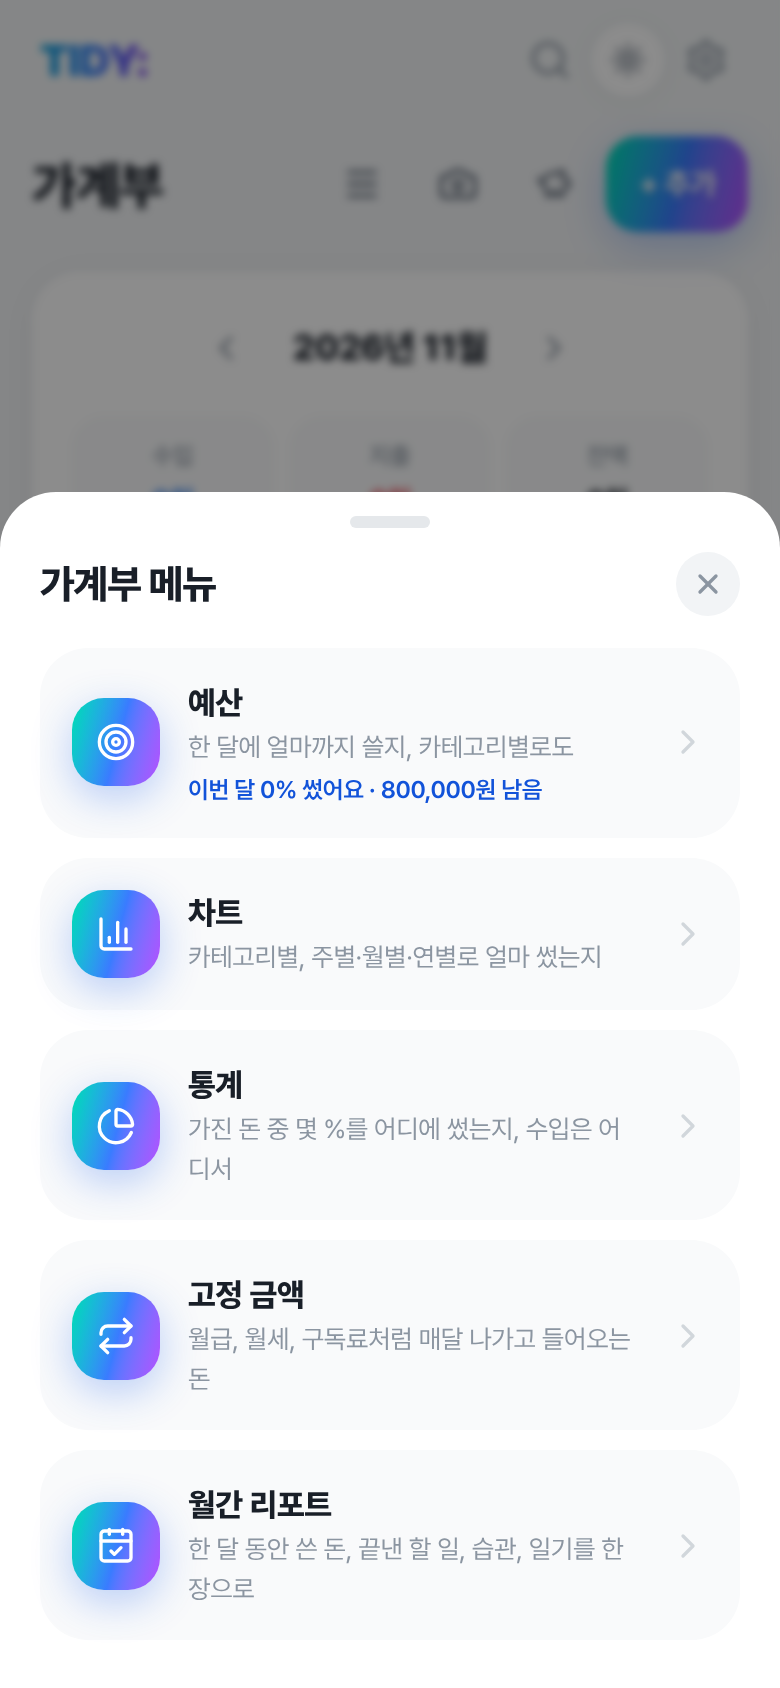 TIDY:
가계부
+ 추가
2026년 11월
수입
지출
잔액
가계부 메뉴
예산
한 달에 얼마까지 쓸지, 카테고리별로도
이번 달 0% 썼어요 · 800,000원 남음
차트
카테고리별, 주별·월별·연별로 얼마 썼는지
통계
가진 돈 중 몇 %를 어디에 썼는지, 수입은 어
디서
고정 금액
월급, 월세, 구독료처럼 매달 나가고 들어오는
돈
월간 리포트
한 달 동안 쓴 돈, 끝낸 할 일, 습관, 일기를 한
장으로